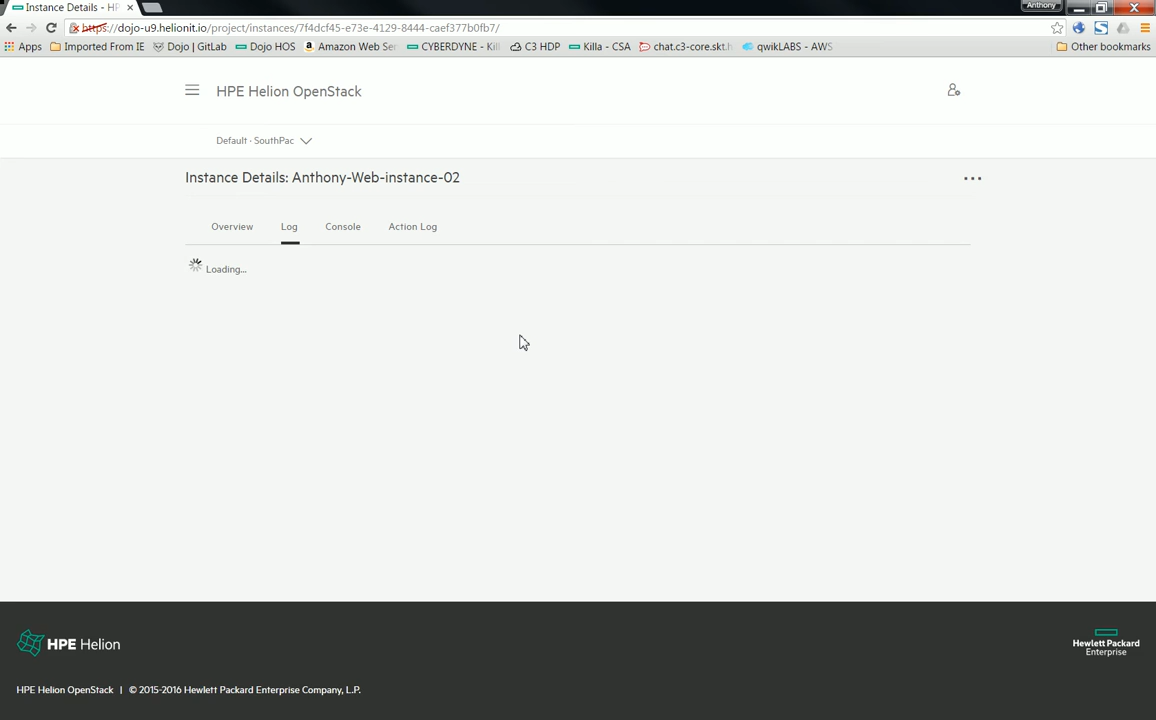 Instance Details - HP
Anthony
https://dojo-u9.helionit.io/project/instances/7f4dcf45-e73e-4129-8444-caef377b0fb7/
Apps Imported From IE Dojo | GitLab Dojo HOS Amazon Web Ser CYBERDYNE - Kil C3 HDP Killa - CSA chat.c3-core.skt.h qwikLABS - AWS Other bookmarks
HPE Helion OpenStack
Default · SouthPac
Instance Details: Anthony-Web-instance-02
Overview Log Console Action Log
Loading...
HPE Helion
Hewlett Packard
Enterprise
HPE Helion OpenStack | © 2015-2016 Hewlett Packard Enterprise Company, L.P.